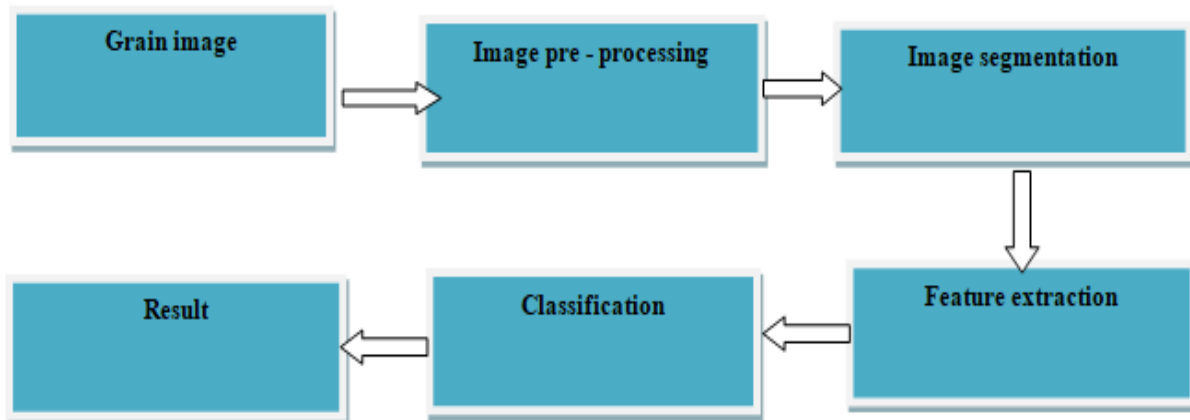 Grain image
Image pre - processing
Image segmentation
Feature extraction
Classification
Result